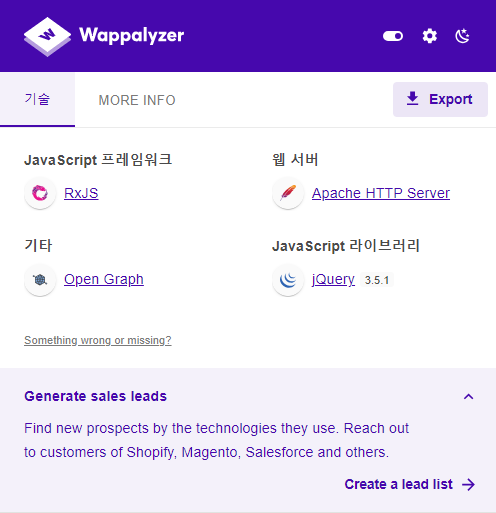 Wappalyzer
기술
MORE INFO
Export
JavaScript 프레임워크
RxJS
웹 서버
Apache HTTP Server
기타
Open Graph
JavaScript 라이브러리
jQuery 3.5.1
Something wrong or missing?
Generate sales leads
Find new prospects by the technologies they use. Reach out
to customers of Shopify, Magento, Salesforce and others.
Create a lead list